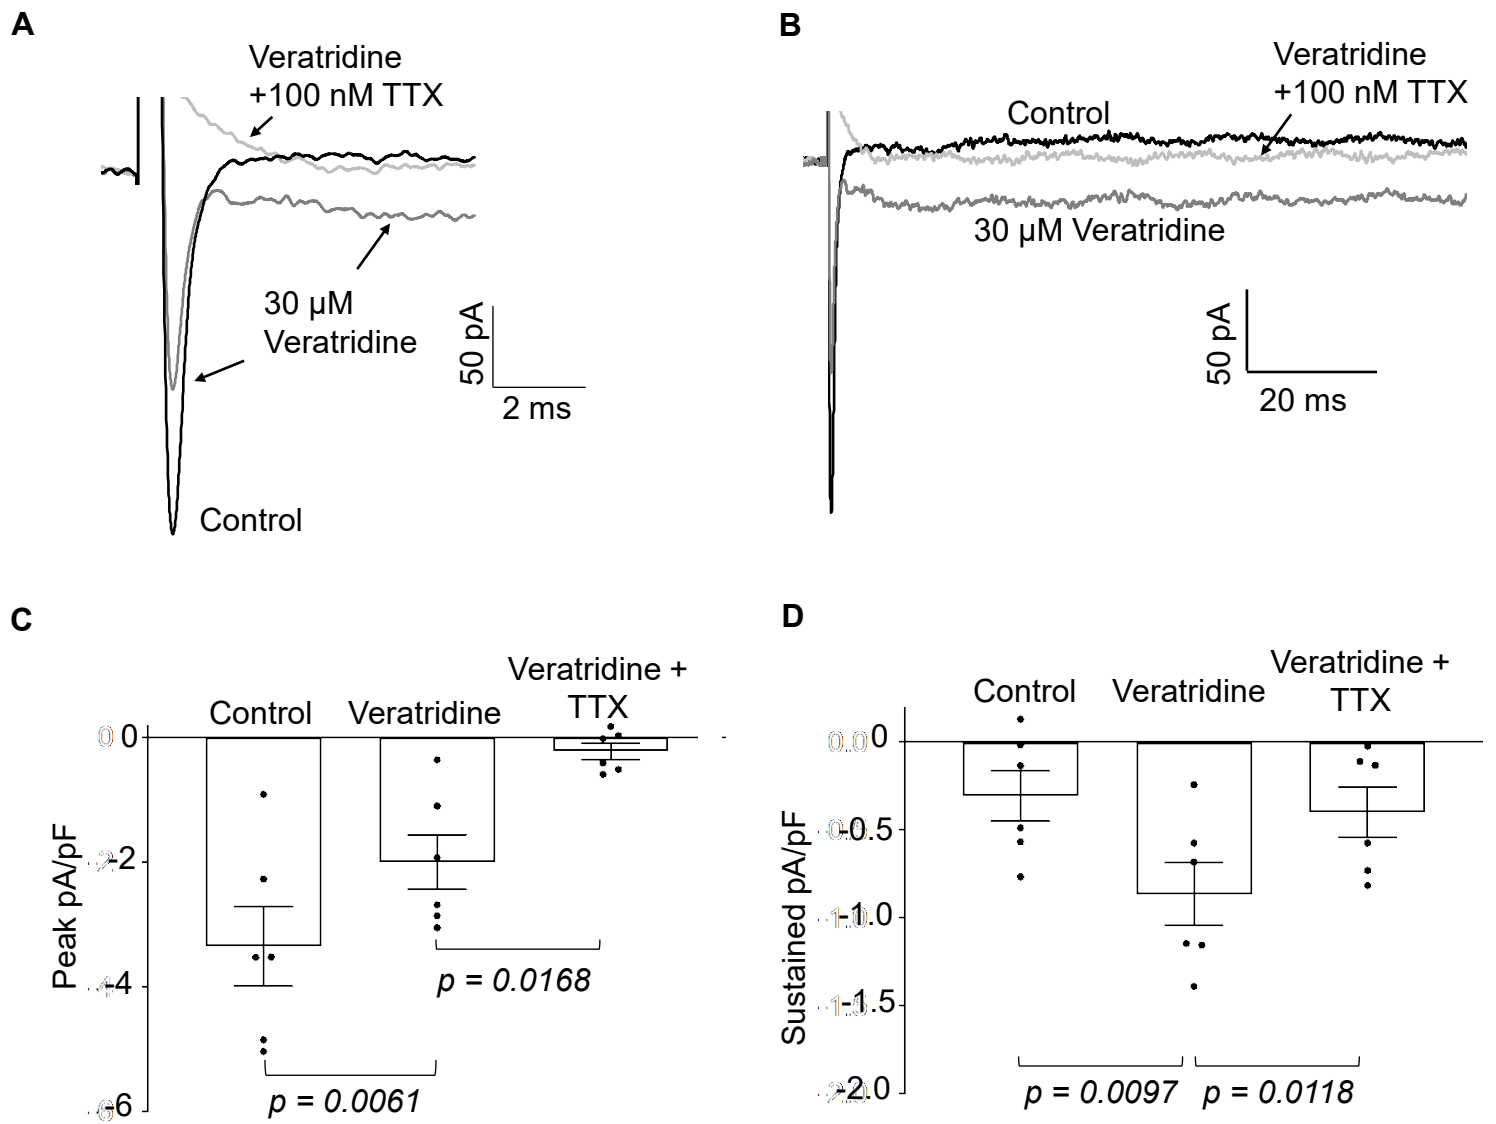 A
Veratridine
+100 nM TTX
30 µM
Veratridine
50 pA
2 ms
Control
B
Veratridine
+100 nM TTX
Control
30 µM Veratridine
50 pA
20 ms
C
Veratridine +
TTX
Control
Veratridine
0
-2
-4
-6
Peak pA/pF
p = 0.0168
p = 0.0061
D
Veratridine +
TTX
Control
Veratridine
0
-0.5
-1.0
-1.5
-2.0
Sustained pA/pF
p = 0.0097
p = 0.0118